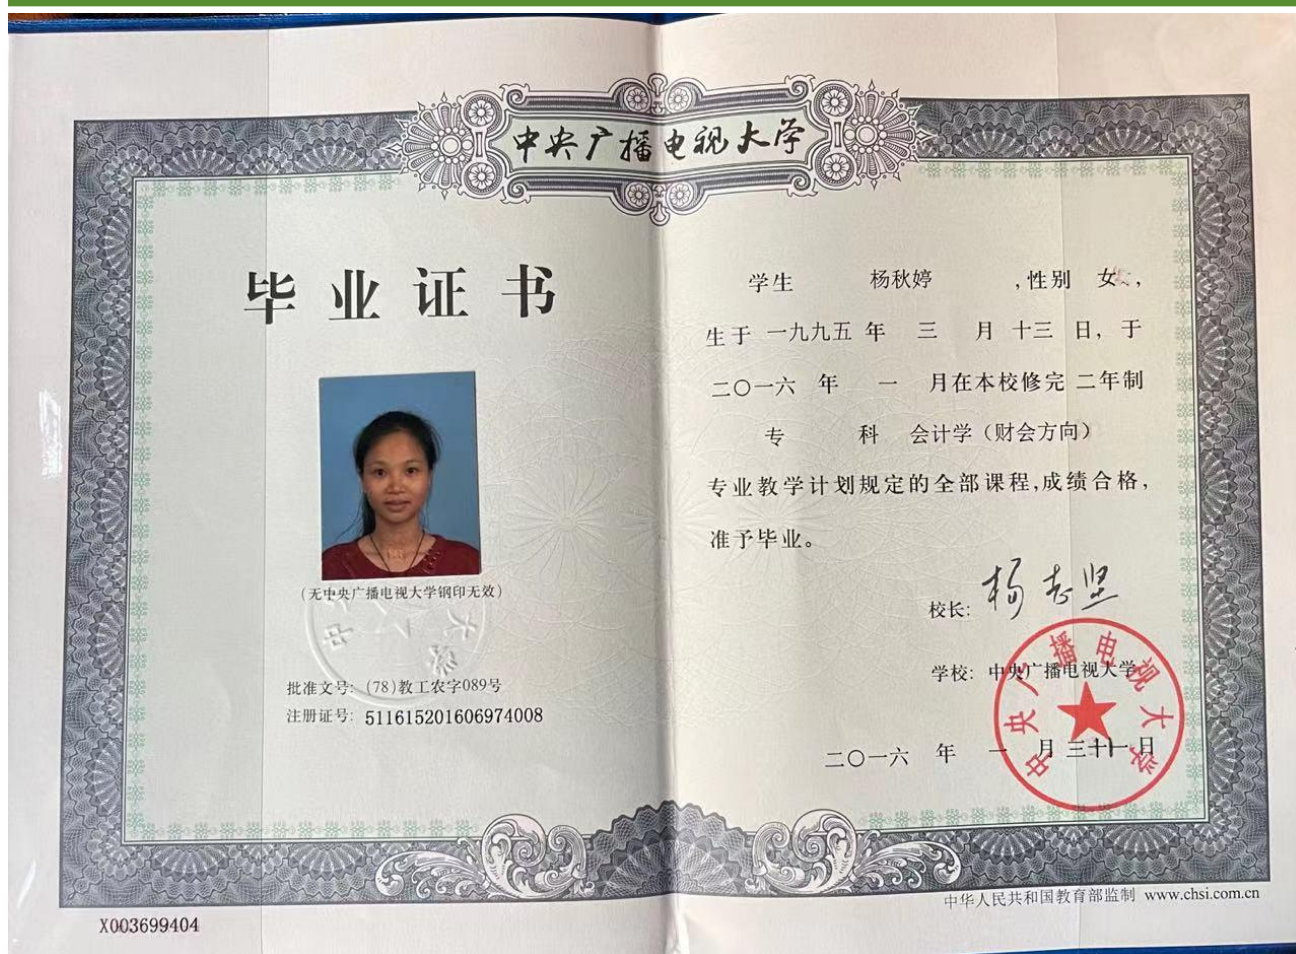 中央广播电视大学
毕业证书
(无中央广播电视大学钢印无效)
批准文号: (78)教工农字089号
注册证号: 511615201606974008
X003699404
学生 杨秋婷 ,性别 女,
生于 一九九五 年 三 月 十三 日, 于
二〇一六 年 一 月在本校修完 二年制
专 科 会计学（财会方向）
专业教学计划规定的全部课程,成绩合格,
准予毕业。
校长: 杨志坚
学校: 中央广播电视大学
中央广播电视大学
二〇一六 年 一 月 三十一 日
中华人民共和国教育部监制 www.chsi.com.cn